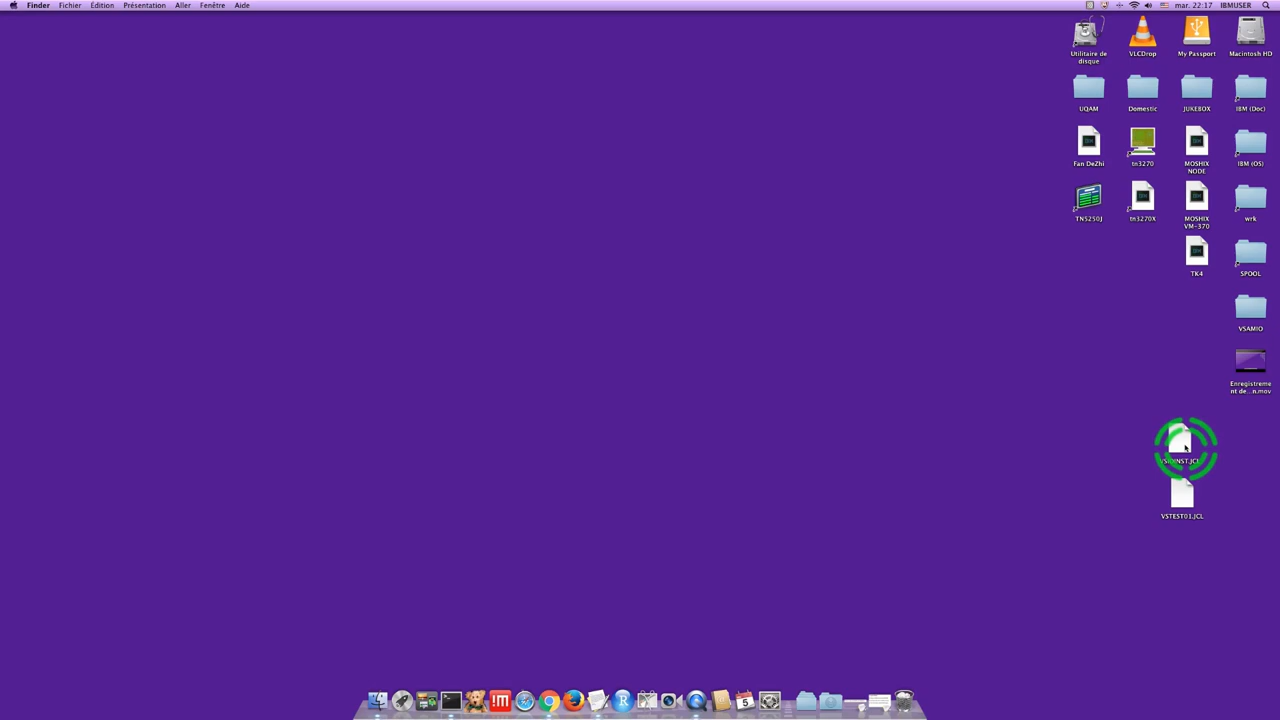 Finder Fichier Édition Présentation Aller Fenêtre Aide
mar. 22:17 IBMUSER
Utilitaire de disque
VLCDrop
My Passport
Macintosh HD
UQAM
Domestic
JUKEBOX
IBM (Doc)
Fan DeZhi
tn3270
MOSHIX NODE
IBM (OS)
TN5250J
tn3270X
MOSHIX VM-370
wrk
TK4
SPOOL
VSAMIO
Enregistreme
nt de...n.mov
VSTEST01.JCL
5